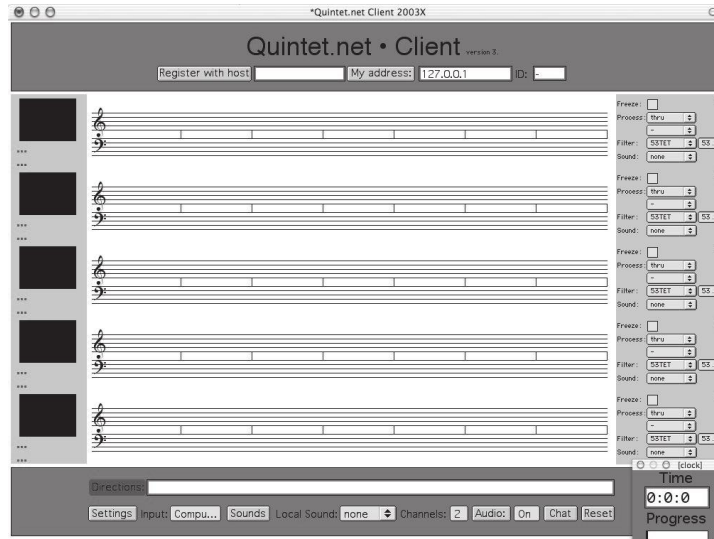 *Quintet.net Client 2003X
Quintet.net • Client version 3.
Register with host My address: 127.0.0.1 ID: -
Freeze:
Process: thru
-
Filter: 53TET 53
Sound: none
...
...
Freeze:
Process: thru
-
Filter: 53TET 53
Sound: none
...
...
Freeze:
Process: thru
-
Filter: 53TET 53
Sound: none
...
...
Freeze:
Process: thru
-
Filter: 53TET 53
Sound: none
...
...
Freeze:
Process: thru
-
Filter: 53TET 53
Sound: none
...
...
Directions:
Settings Input: Compu... Sounds Local Sound: none Channels: 2 Audio: On Chat Reset
[clock]
Time
0:0:0
Progress